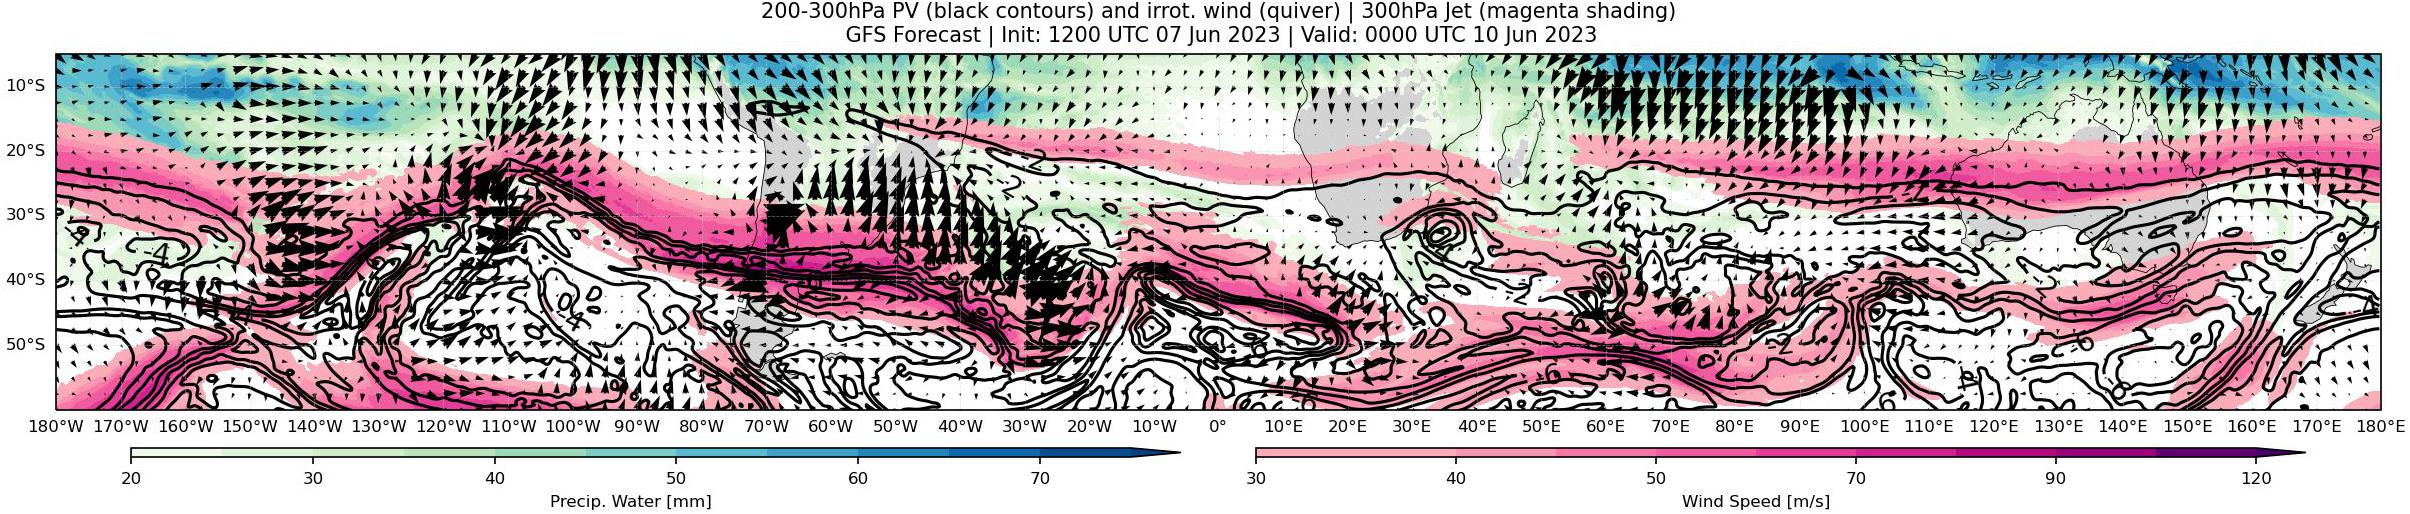 200-300hPa PV (black contours) and irrot. wind (quiver) | 300hPa Jet (magenta shading)
GFS Forecast | Init: 1200 UTC 07 Jun 2023 | Valid: 0000 UTC 10 Jun 2023
10°S
20°S
30°S
40°S
50°S
180°W 170°W 160°W 150°W 140°W 130°W 120°W 110°W 100°W 90°W 80°W 70°W 60°W 50°W 40°W 30°W 20°W 10°W 0° 10°E 20°E 30°E 40°E 50°E 60°E 70°E 80°E 90°E 100°E 110°E 120°E 130°E 140°E 150°E 160°E 170°E 180°E
20 30 40 50 60 70
Precip. Water [mm]
30 40 50 70 90 120
Wind Speed [m/s]